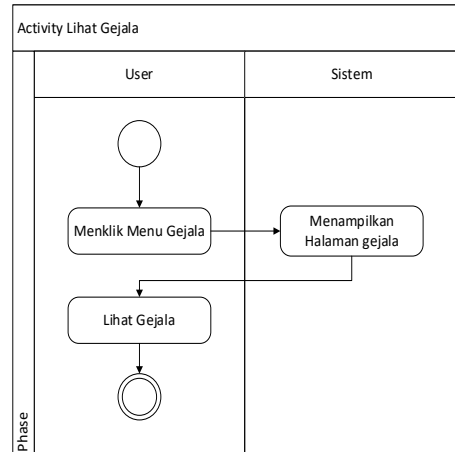 Activity Lihat Gejala
User
Sistem
Menklik Menu Gejala
Menampilkan
Halaman gejala
Lihat Gejala
Phase